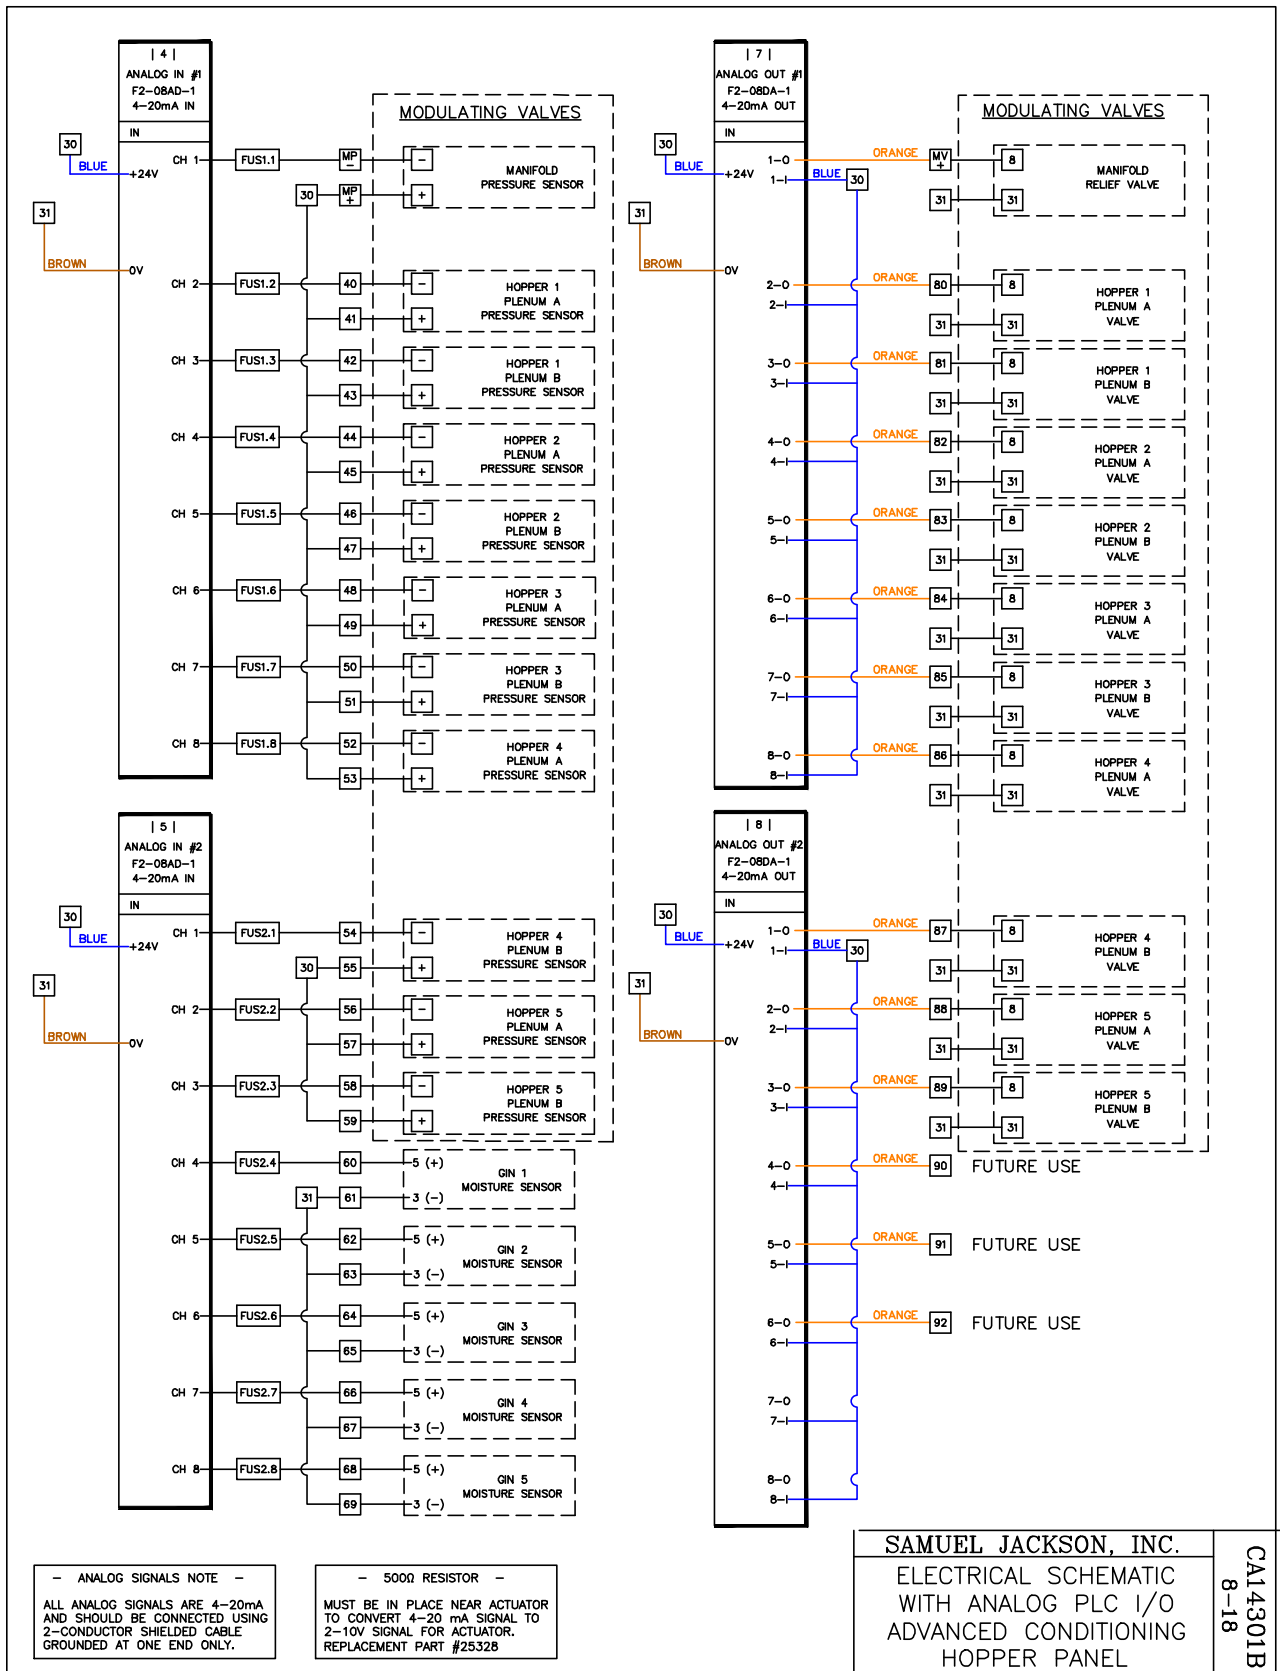 | 4 |
ANALOG IN #1
F2-08AD-1
4-20mA IN
IN
30
BLUE
+24V
31
BROWN
0V
MODULATING VALVES
CH 1
FUS1.1
MP
-
-
MANIFOLD
PRESSURE SENSOR
30
MP
+
+
CH 2
FUS1.2
40
-
HOPPER 1
PLENUM A
PRESSURE SENSOR
41
+
CH 3
FUS1.3
42
-
HOPPER 1
PLENUM B
PRESSURE SENSOR
43
+
CH 4
FUS1.4
44
-
HOPPER 2
PLENUM A
PRESSURE SENSOR
45
+
CH 5
FUS1.5
46
-
HOPPER 2
PLENUM B
PRESSURE SENSOR
47
+
CH 6
FUS1.6
48
-
HOPPER 3
PLENUM A
PRESSURE SENSOR
49
+
CH 7
FUS1.7
50
-
HOPPER 3
PLENUM B
PRESSURE SENSOR
51
+
CH 8
FUS1.8
52
-
HOPPER 4
PLENUM A
PRESSURE SENSOR
53
+
| 5 |
ANALOG IN #2
F2-08AD-1
4-20mA IN
IN
30
BLUE
+24V
31
BROWN
0V
CH 1
FUS2.1
54
-
HOPPER 4
PLENUM B
PRESSURE SENSOR
30
55
+
CH 2
FUS2.2
56
-
HOPPER 5
PLENUM A
PRESSURE SENSOR
57
+
CH 3
FUS2.3
58
-
HOPPER 5
PLENUM B
PRESSURE SENSOR
59
+
CH 4
FUS2.4
60
5 (+)
GIN 1
MOISTURE SENSOR
31
61
3 (-)
CH 5
FUS2.5
62
5 (+)
GIN 2
MOISTURE SENSOR
63
3 (-)
CH 6
FUS2.6
64
5 (+)
GIN 3
MOISTURE SENSOR
65
3 (-)
CH 7
FUS2.7
66
5 (+)
GIN 4
MOISTURE SENSOR
67
3 (-)
CH 8
FUS2.8
68
5 (+)
GIN 5
MOISTURE SENSOR
69
3 (-)
| 7 |
ANALOG OUT #1
F2-08DA-1
4-20mA OUT
IN
30
BLUE
+24V
31
BROWN
0V
MODULATING VALVES
1-O
ORANGE
MV
+
8
MANIFOLD
RELIEF VALVE
1-I
BLUE
30
31
31
2-O
ORANGE
80
8
HOPPER 1
PLENUM A
VALVE
2-I
31
31
3-O
ORANGE
81
8
HOPPER 1
PLENUM B
VALVE
3-I
31
31
4-O
ORANGE
82
8
HOPPER 2
PLENUM A
VALVE
4-I
31
31
5-O
ORANGE
83
8
HOPPER 2
PLENUM B
VALVE
5-I
31
31
6-O
ORANGE
84
8
HOPPER 3
PLENUM A
VALVE
6-I
31
31
7-O
ORANGE
85
8
HOPPER 3
PLENUM B
VALVE
7-I
31
31
8-O
ORANGE
86
8
HOPPER 4
PLENUM A
VALVE
8-I
31
31
| 8 |
ANALOG OUT #2
F2-08DA-1
4-20mA OUT
IN
30
BLUE
+24V
31
BROWN
0V
1-O
ORANGE
87
8
HOPPER 4
PLENUM B
VALVE
1-I
BLUE
30
31
31
2-O
ORANGE
88
8
HOPPER 5
PLENUM A
VALVE
2-I
31
31
3-O
ORANGE
89
8
HOPPER 5
PLENUM B
VALVE
3-I
31
31
4-O
ORANGE
90
FUTURE USE
4-I
5-O
ORANGE
91
FUTURE USE
5-I
6-O
ORANGE
92
FUTURE USE
6-I
7-O
7-I
8-O
8-I
- ANALOG SIGNALS NOTE -
ALL ANALOG SIGNALS ARE 4-20mA
AND SHOULD BE CONNECTED USING
2-CONDUCTOR SHIELDED CABLE
GROUNDED AT ONE END ONLY.
- 500Ω RESISTOR -
MUST BE IN PLACE NEAR ACTUATOR
TO CONVERT 4-20 mA SIGNAL TO
2-10V SIGNAL FOR ACTUATOR.
REPLACEMENT PART #25328
SAMUEL JACKSON, INC.
ELECTRICAL SCHEMATIC
WITH ANALOG PLC I/O
ADVANCED CONDITIONING
HOPPER PANEL
CA14301B
8-18